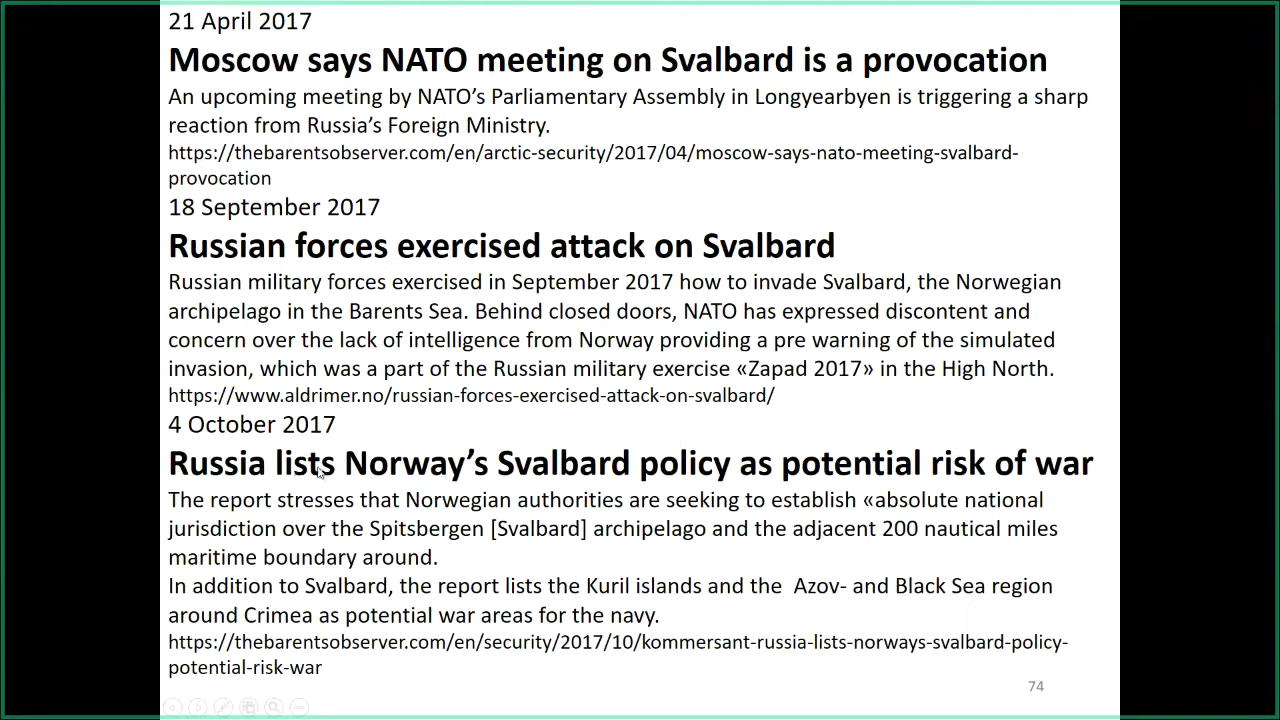 21 April 2017
Moscow says NATO meeting on Svalbard is a provocation
An upcoming meeting by NATO’s Parliamentary Assembly in Longyearbyen is triggering a sharp
reaction from Russia’s Foreign Ministry.
https://thebarentsobserver.com/en/arctic-security/2017/04/moscow-says-nato-meeting-svalbard-
provocation
18 September 2017
Russian forces exercised attack on Svalbard
Russian military forces exercised in September 2017 how to invade Svalbard, the Norwegian
archipelago in the Barents Sea. Behind closed doors, NATO has expressed discontent and
concern over the lack of intelligence from Norway providing a pre warning of the simulated
invasion, which was a part of the Russian military exercise «Zapad 2017» in the High North.
https://www.aldrimer.no/russian-forces-exercised-attack-on-svalbard/
4 October 2017
Russia lists Norway’s Svalbard policy as potential risk of war
The report stresses that Norwegian authorities are seeking to establish «absolute national
jurisdiction over the Spitsbergen [Svalbard] archipelago and the adjacent 200 nautical miles
maritime boundary around.
In addition to Svalbard, the report lists the Kuril islands and the  Azov- and Black Sea region
around Crimea as potential war areas for the navy.
https://thebarentsobserver.com/en/security/2017/10/kommersant-russia-lists-norways-svalbard-policy-
potential-risk-war
74